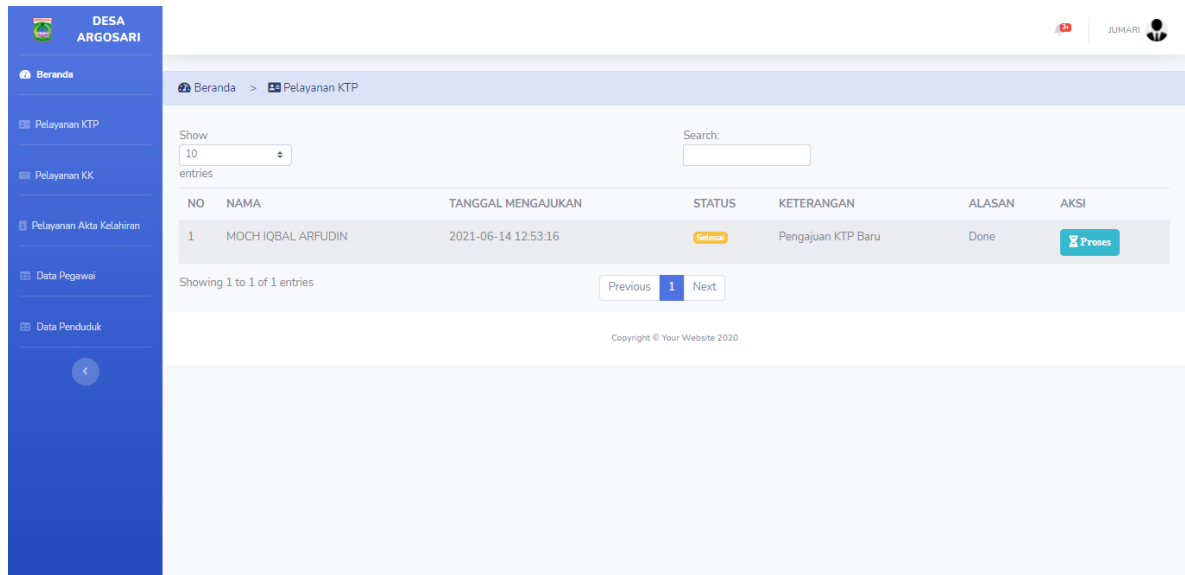 DESA
ARGOSARI
3+
JUMARI
Beranda
Pelayanan KTP
Pelayanan KK
Pelayanan Akta Kelahiran
Data Pegawai
Data Penduduk
Beranda > Pelayanan KTP
Show
10
entries
Search:
NO NAMA TANGGAL MENGAJUKAN STATUS KETERANGAN ALASAN AKSI
1 MOCH IQBAL ARFUDIN 2021-06-14 12:53:16 Selesai Pengajuan KTP Baru Done Proses
Showing 1 to 1 of 1 entries
Previous 1 Next
Copyright © Your Website 2020